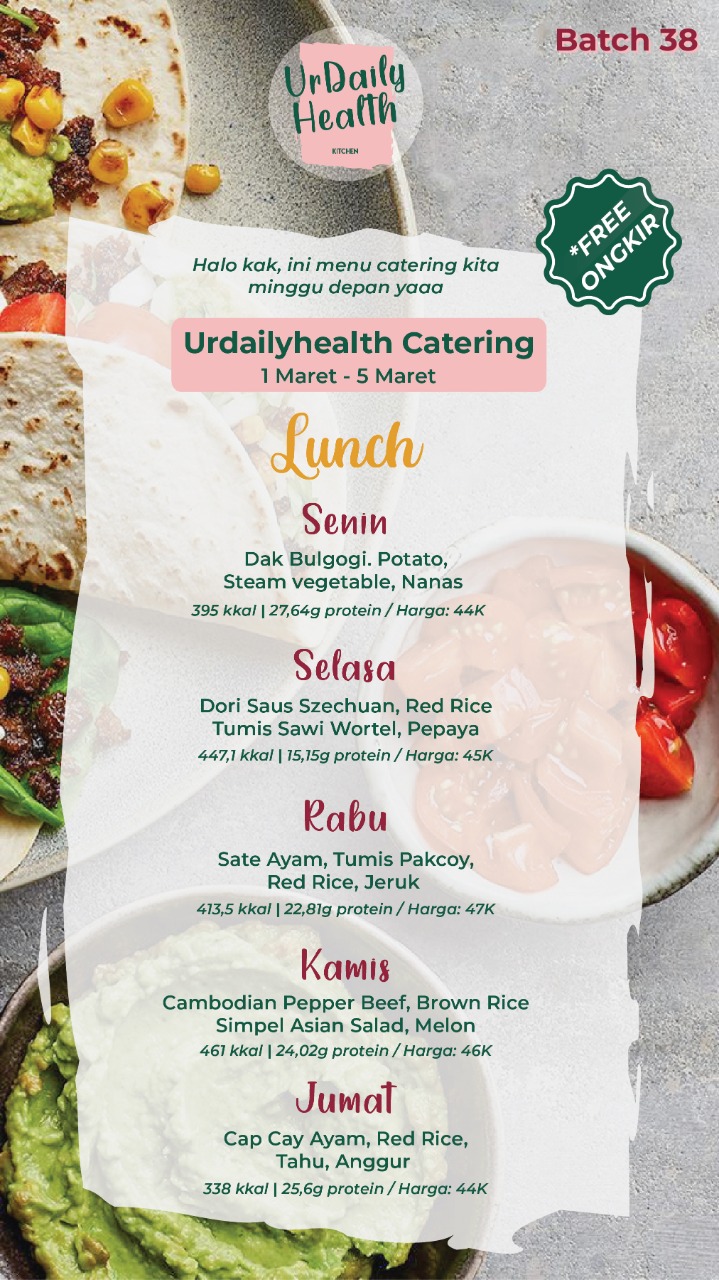 Batch 38
UrDaily
Health
KITCHEN
*FREE
ONGKIR
Halo kak, ini menu catering kita
minggu depan yaaa
Urdailyhealth Catering
1 Maret - 5 Maret
Lunch
Senin
Dak Bulgogi. Potato,
Steam vegetable, Nanas
395 kkal | 27,64g protein / Harga: 44K
Selasa
Dori Saus Szechuan, Red Rice
Tumis Sawi Wortel, Pepaya
447,1 kkal | 15,15g protein / Harga: 45K
Rabu
Sate Ayam, Tumis Pakcoy,
Red Rice, Jeruk
413,5 kkal | 22,81g protein / Harga: 47K
Kamis
Cambodian Pepper Beef, Brown Rice
Simpel Asian Salad, Melon
461 kkal | 24,02g protein / Harga: 46K
Jumat
Cap Cay Ayam, Red Rice,
Tahu, Anggur
338 kkal | 25,6g protein / Harga: 44K